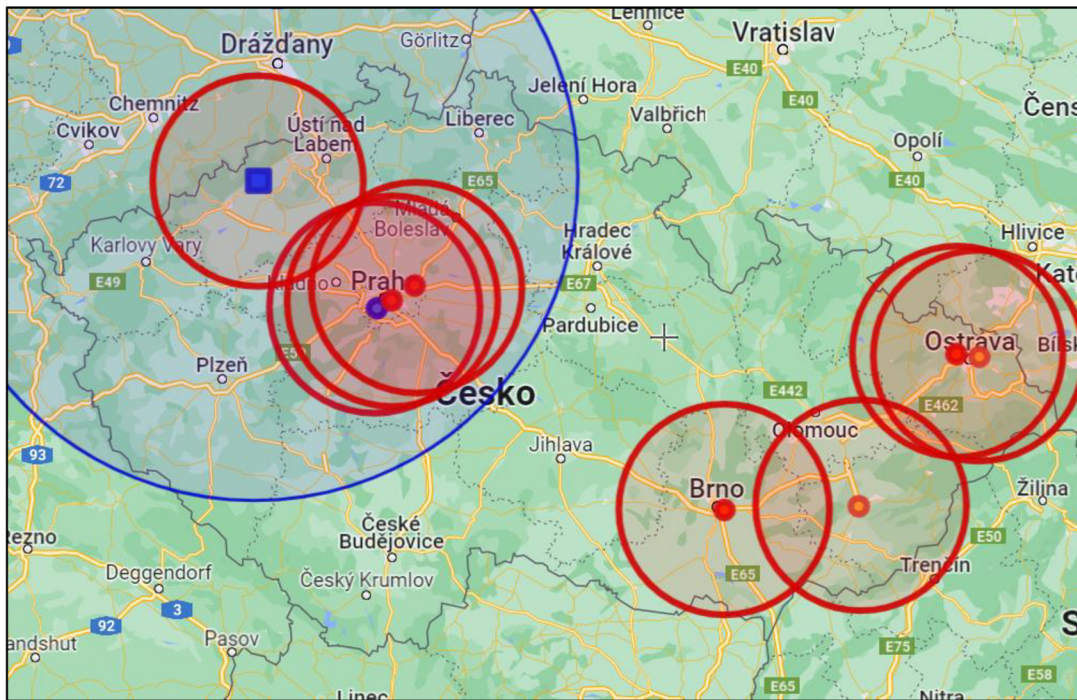 Lehnice
Vratislav
Drážďany
Görlitz
E40
Jelení Hora
E40
Chemnitz
Čens
Valbřich
Liberec
Cvikov
Ústí nad
Labem
Opolí
72
E65
E40
Mladá
Boleslav
Hradec
Králové
Hlivice
Karlovy Vary
Kato
E49
Kladno
Prah
E67
Pardubice
Ostrava
Bílsk
Plzeň
E442
Česko
E462
Olomouc
93
Jihlava
Brno
Žilina
České
Budějovice
Rezno
E50
Deggendorf
Český Krumlov
E65
Trenčín
3
92
andshut
Pasov
E75
S
E58
E65
Linec
Nitra